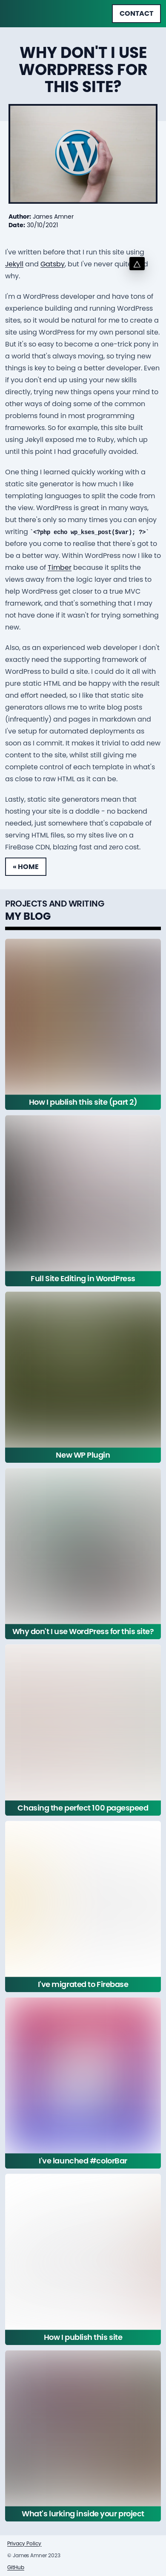 CONTACT
WHY DON'T I USE
WORDPRESS FOR
THIS SITE?
Author: James Amner
Date: 30/10/2021
I've written before that I run this site using
Jekyll and Gatsby, but I've never quite said
why.
I'm a WordPress developer and have tons of
experience building and running WordPress
sites, so it would be natural for me to create a
using WordPress for my own personal site.
But it's so easy to become a one-trick pony in
a world that's always moving, so trying new
things is key to being a better developer. Even
if you don't end up using your new skills
directly, trying new things opens your mind to
other ways of doing some of the common
problems found in most programming
frameworks. So for example, this site built
using Jekyll exposed me to Ruby, which up
until this point I had gracefully avoided.
One thing I learned quickly working with a
static site generator is how much I like
templating languages to split the code from
the view. WordPress is great in many ways,
but there's only so many times you can enjoy
writing `<?php echo wp_kses_post($var); ?>`
before you come to realise that there's got to
be a better way. Within WordPress now I like to
make use of Timber because it splits the
views away from the logic layer and tries to
help WordPress get closer to a true MVC
framework, and that's something that I may
not have done if it wasn't for trying something
new.
Also, as an experienced web developer I don't
exactly need the supporting framework of
WordPress to build a site. I could do it all with
pure static HTML and be happy with the result
and effort needed, so I like that static site
generators allows me to write blog posts
(infrequently) and pages in markdown and
I've setup for automated deployments as
soon as I commit. It makes it trivial to add new
content to the site, whilst still giving me
complete control of each template in what's
as close to raw HTML as it can be.
Lastly, static site generators mean that
hosting your site is a doddle - no backend
needed, just somewhere that's capabale of
serving HTML files, so my sites live on a
FireBase CDN, blazing fast and zero cost.
« HOME
PROJECTS AND WRITING
MY BLOG
How I publish this site (part 2)
Full Site Editing in WordPress
New WP Plugin
Why don't I use WordPress for this site?
Chasing the perfect 100 pagespeed
I've migrated to Firebase
I've launched #colorBar
How I publish this site
What's lurking inside your project
Privacy Policy
© James Amner 2023
GitHub